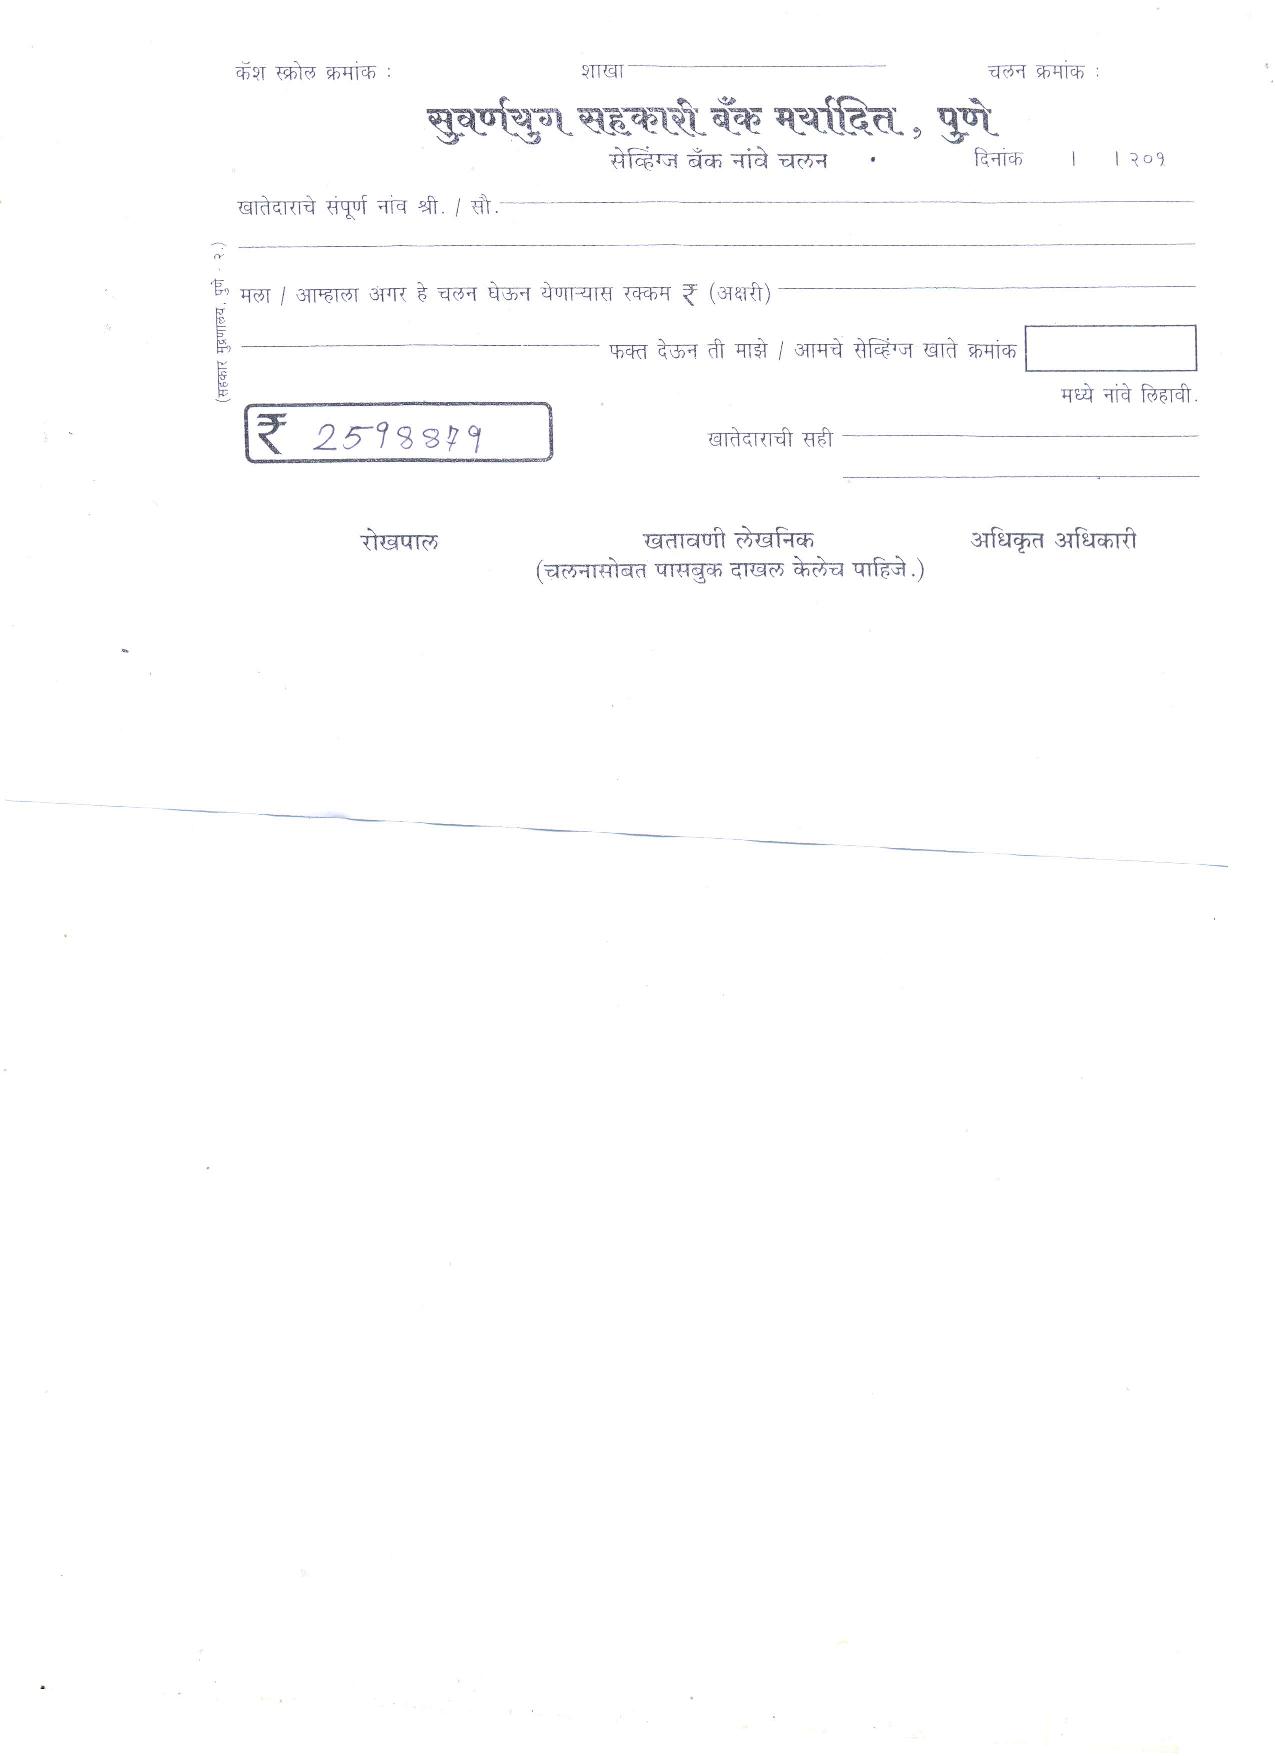 कॅश स्क्रोल क्रमांक : शाखा चलन क्रमांक :
सुवर्णयुग सहकारी बँक मर्यादित, पुणे
सेव्हिंग्ज बँक नांवे चलन दिनांक । । २०१
खातेदाराचे संपूर्ण नांव श्री. / सौ.
मला / आम्हाला अगर हे चलन घेऊन येणाऱ्यास रक्कम ₹ (अक्षरी)
फक्त देऊन ती माझे / आमचे सेव्हिंग्ज खाते क्रमांक
मध्ये नांवे लिहावी.
₹ 2598879
खातेदाराची सही
रोखपाल खतावणी लेखनिक अधिकृत अधिकारी
(चलनासोबत पासबुक दाखल केलेच पाहिजे.)
(सहकार मुद्रणालय, पुणे - २.)